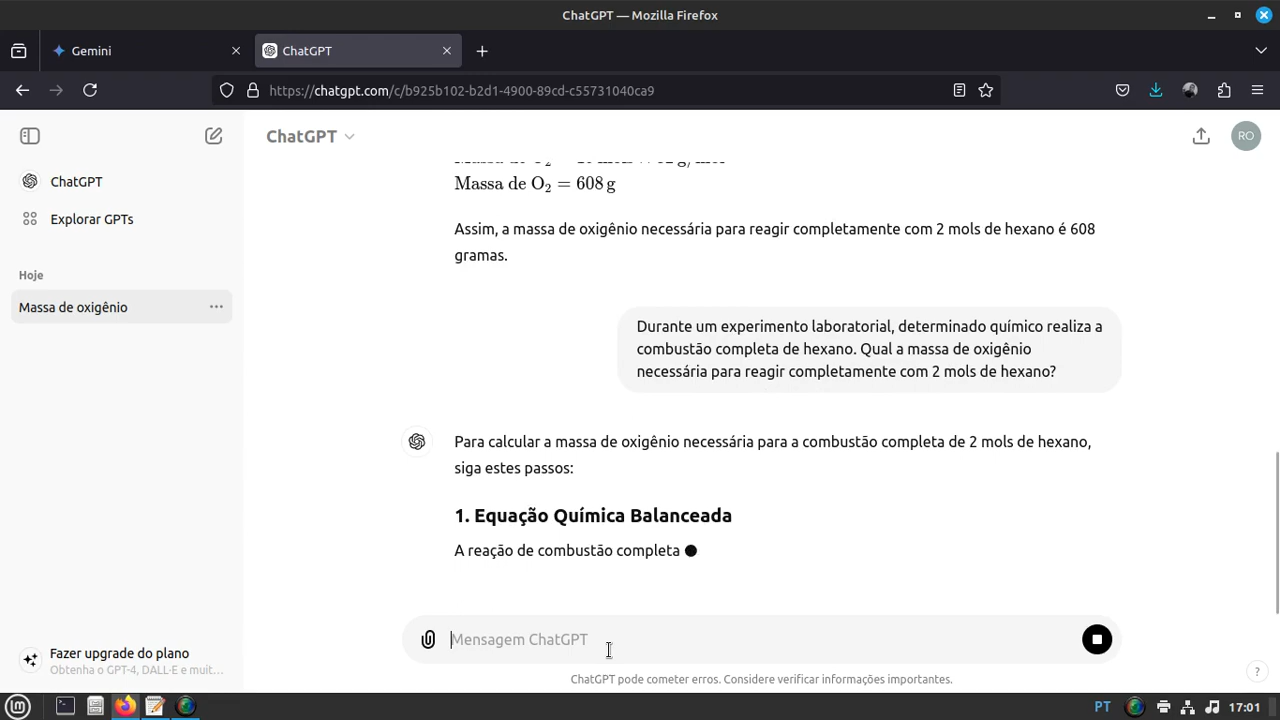 ChatGPT — Mozilla Firefox
Gemini
ChatGPT
https://chatgpt.com/c/b925b102-b2d1-4900-89cd-c55731040ca9
ChatGPT
RO
ChatGPT
Explorar GPTs
Hoje
Massa de oxigênio
Massa de O₂ = 608 g
Assim, a massa de oxigênio necessária para reagir completamente com 2 mols de hexano é 608
gramas.
Durante um experimento laboratorial, determinado químico realiza a
combustão completa de hexano. Qual a massa de oxigênio
necessária para reagir completamente com 2 mols de hexano?
Para calcular a massa de oxigênio necessária para a combustão completa de 2 mols de hexano,
siga estes passos:
1. Equação Química Balanceada
A reação de combustão completa
Mensagem ChatGPT
Fazer upgrade do plano
Obtenha o GPT-4, DALL·E e muit...
ChatGPT pode cometer erros. Considere verificar informações importantes.
?
PT
17:01